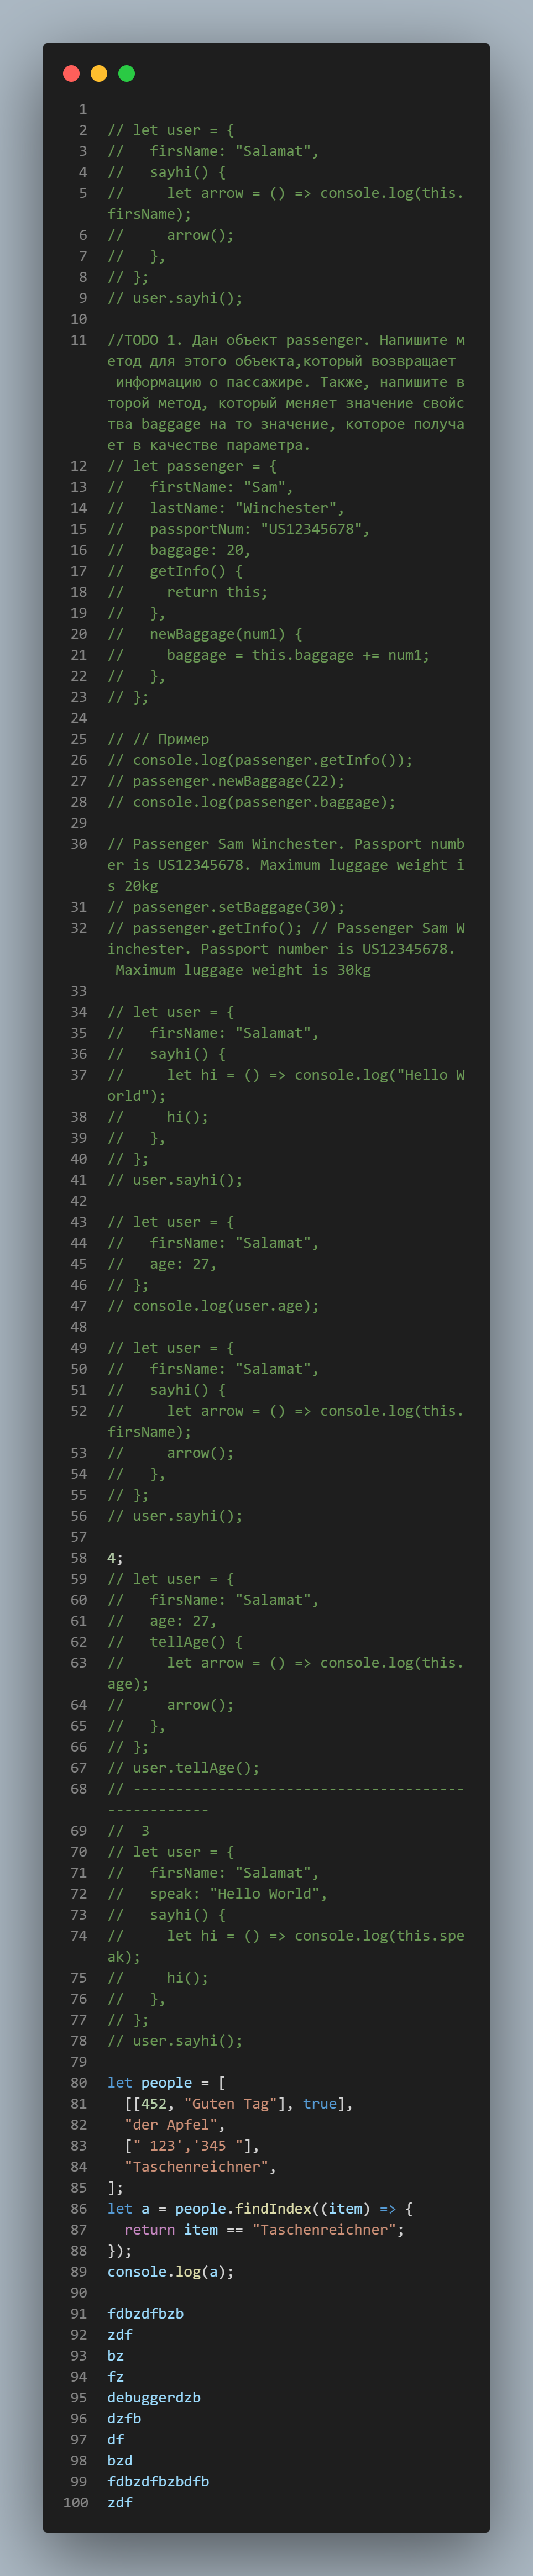 1
2 // let user = {
3 //   firsName: "Salamat",
4 //   sayhi() {
5 //     let arrow = () => console.log(this.
firsName);
6 //     arrow();
7 //   },
8 // };
9 // user.sayhi();
10
11 //TODO 1. Дан объект passenger. Напишите м
етод для этого объекта,который возвращает
 информацию о пассажире. Также, напишите в
торой метод, который меняет значение свойс
тва baggage на то значение, которое получа
ет в качестве параметра.
12 // let passenger = {
13 //   firstName: "Sam",
14 //   lastName: "Winchester",
15 //   passportNum: "US12345678",
16 //   baggage: 20,
17 //   getInfo() {
18 //     return this;
19 //   },
20 //   newBaggage(num1) {
21 //     baggage = this.baggage += num1;
22 //   },
23 // };
24
25 // // Пример
26 // console.log(passenger.getInfo());
27 // passenger.newBaggage(22);
28 // console.log(passenger.baggage);
29
30 // Passenger Sam Winchester. Passport numb
er is US12345678. Maximum luggage weight i
s 20kg
31 // passenger.setBaggage(30);
32 // passenger.getInfo(); // Passenger Sam W
inchester. Passport number is US12345678.
 Maximum luggage weight is 30kg
33
34 // let user = {
35 //   firsName: "Salamat",
36 //   sayhi() {
37 //     let hi = () => console.log("Hello W
orld");
38 //     hi();
39 //   },
40 // };
41 // user.sayhi();
42
43 // let user = {
44 //   firsName: "Salamat",
45 //   age: 27,
46 // };
47 // console.log(user.age);
48
49 // let user = {
50 //   firsName: "Salamat",
51 //   sayhi() {
52 //     let arrow = () => console.log(this.
firsName);
53 //     arrow();
54 //   },
55 // };
56 // user.sayhi();
57
58 4;
59 // let user = {
60 //   firsName: "Salamat",
61 //   age: 27,
62 //   tellAge() {
63 //     let arrow = () => console.log(this.
age);
64 //     arrow();
65 //   },
66 // };
67 // user.tellAge();
68 // ---------------------------------------
------------
69 //  3
70 // let user = {
71 //   firsName: "Salamat",
72 //   speak: "Hello World",
73 //   sayhi() {
74 //     let hi = () => console.log(this.spe
ak);
75 //     hi();
76 //   },
77 // };
78 // user.sayhi();
79
80 let people = [
81   [[452, "Guten Tag"], true],
82   "der Apfel",
83   [" 123','345 "],
84   "Taschenreichner",
85 ];
86 let a = people.findIndex((item) => {
87   return item == "Taschenreichner";
88 });
89 console.log(a);
90
91 fdbzdfbzb
92 zdf
93 bz
94 fz
95 debuggerdzb
96 dzfb
97 df
98 bzd
99 fdbzdfbzbdfb
100 zdf